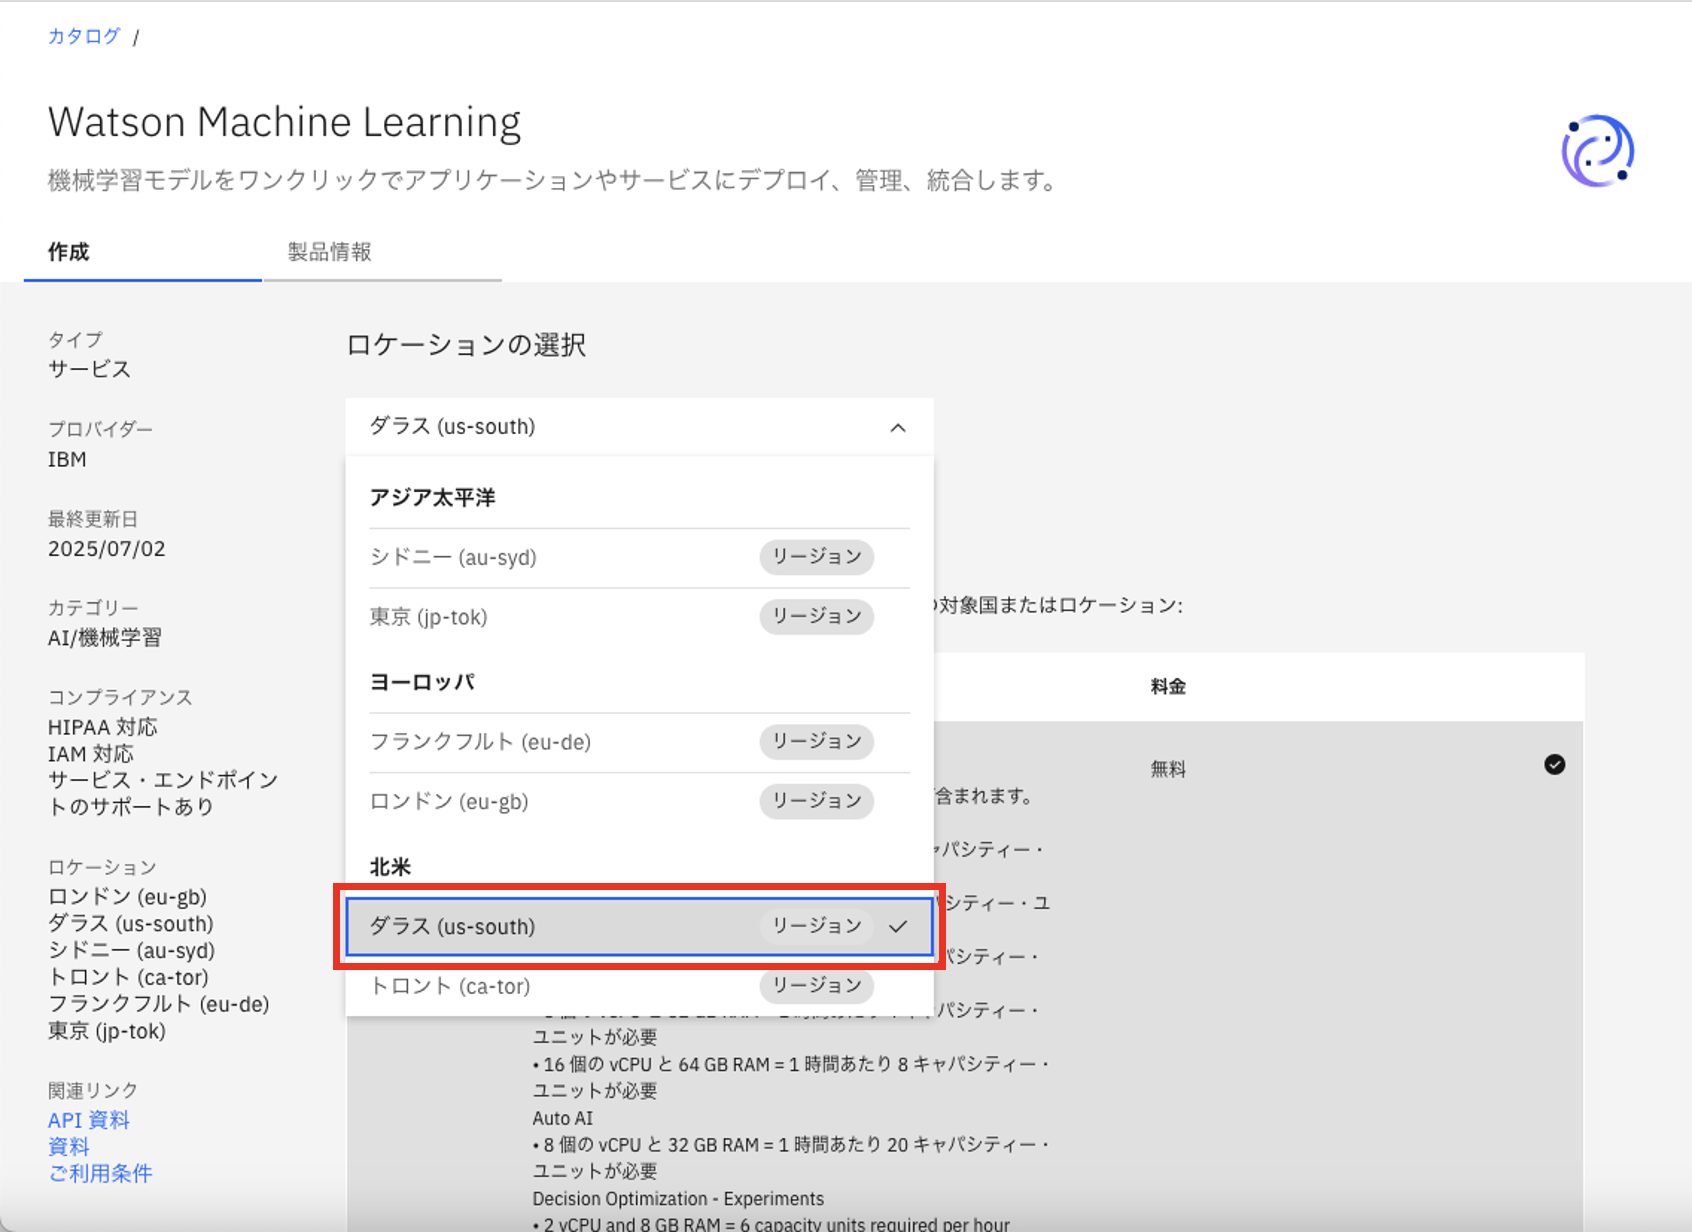 カタログ /
Watson Machine Learning
機械学習モデルをワンクリックでアプリケーションやサービスにデプロイ、管理、統合します。
作成
製品情報
タイプ
サービス
プロバイダー
IBM
最終更新日
2025/07/02
カテゴリー
AI/機械学習
コンプライアンス
HIPAA 対応
IAM 対応
サービス・エンドポイン
トのサポートあり
ロケーション
ロンドン (eu-gb)
ダラス (us-south)
シドニー (au-syd)
トロント (ca-tor)
フランクフルト (eu-de)
東京 (jp-tok)
関連リンク
API 資料
資料
ご利用条件
ロケーションの選択
ダラス (us-south)
アジア太平洋
シドニー (au-syd) リージョン
東京 (jp-tok) リージョン
ヨーロッパ
フランクフルト (eu-de) リージョン
ロンドン (eu-gb) リージョン
北米
ダラス (us-south) リージョン
トロント (ca-tor) リージョン
対象国またはロケーション:
料金
無料
含まれます。
パシティー・
シティー・ユ
パシティー・
パシティー・
ユニットが必要
• 16 個の vCPU と 64 GB RAM = 1 時間あたり 8 キャパシティー・
ユニットが必要
Auto AI
• 8 個の vCPU と 32 GB RAM = 1 時間あたり 20 キャパシティー・
ユニットが必要
Decision Optimization - Experiments
• 2 vCPU and 8 GB RAM = 6 capacity units required per hour